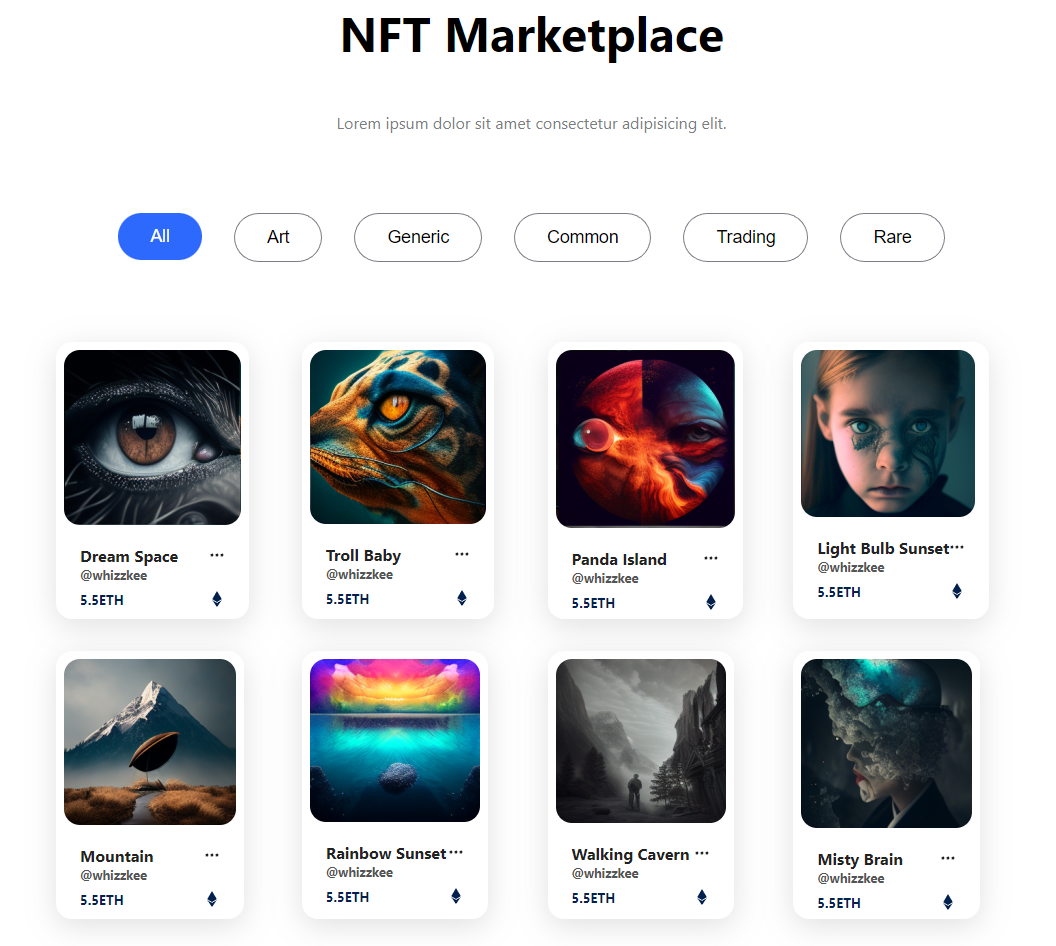 NFT Marketplace
Lorem ipsum dolor sit amet consectetur adipisicing elit.
All Art Generic Common Trading Rare
Dream Space ...
@whizzkee
5.5ETH
Troll Baby ...
@whizzkee
5.5ETH
Panda Island ...
@whizzkee
5.5ETH
Light Bulb Sunset...
@whizzkee
5.5ETH
Mountain ...
@whizzkee
5.5ETH
Rainbow Sunset ...
@whizzkee
5.5ETH
Walking Cavern ...
@whizzkee
5.5ETH
Misty Brain ...
@whizzkee
5.5ETH